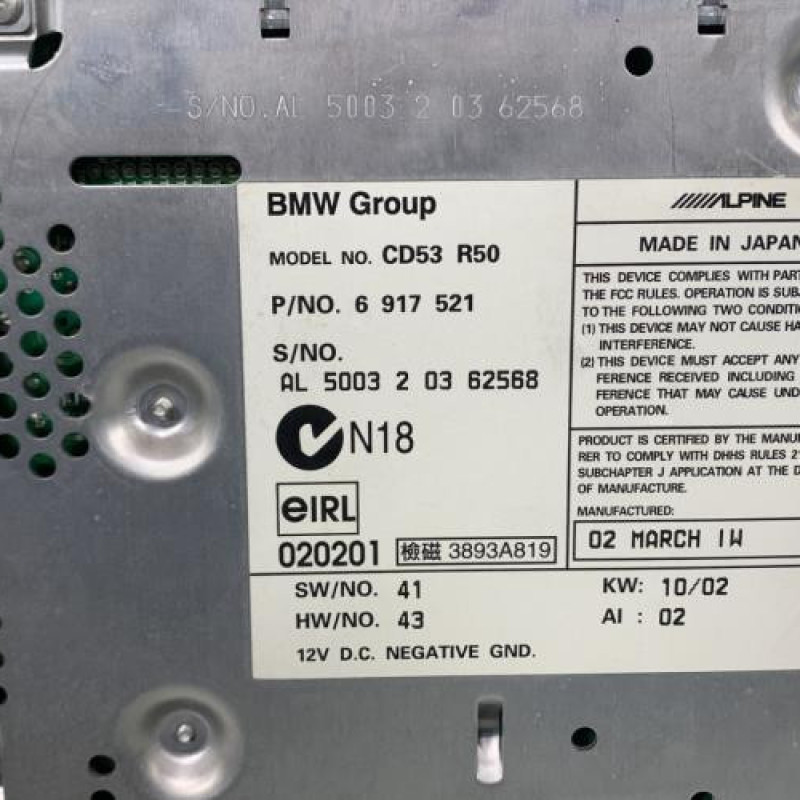 S/NO. AL 5003 2 03 62568
BMW Group
MODEL NO. CD53 R50
P/NO. 6 917 521
S/NO.
AL 5003 2 03 62568
N18
eIRL
020201 檢磁 3893A819
SW/NO. 41
HW/NO. 43
12V D.C. NEGATIVE GND.
ALPINE
MADE IN JAPAN
THIS DEVICE COMPLIES WITH PART
THE FCC RULES. OPERATION IS SUBJ
TO THE FOLLOWING TWO CONDITI
(1) THIS DEVICE MAY NOT CAUSE HA
INTERFERENCE.
(2) THIS DEVICE MUST ACCEPT ANY
FERENCE RECEIVED INCLUDING
FERENCE THAT MAY CAUSE UND
OPERATION.
PRODUCT IS CERTIFIED BY THE MANU
RER TO COMPLY WITH DHHS RULES 21
SUBCHAPTER J APPLICATION AT THE D
OF MANUFACTURE.
MANUFACTURED:
02 MARCH 1W
KW: 10/02
AI : 02